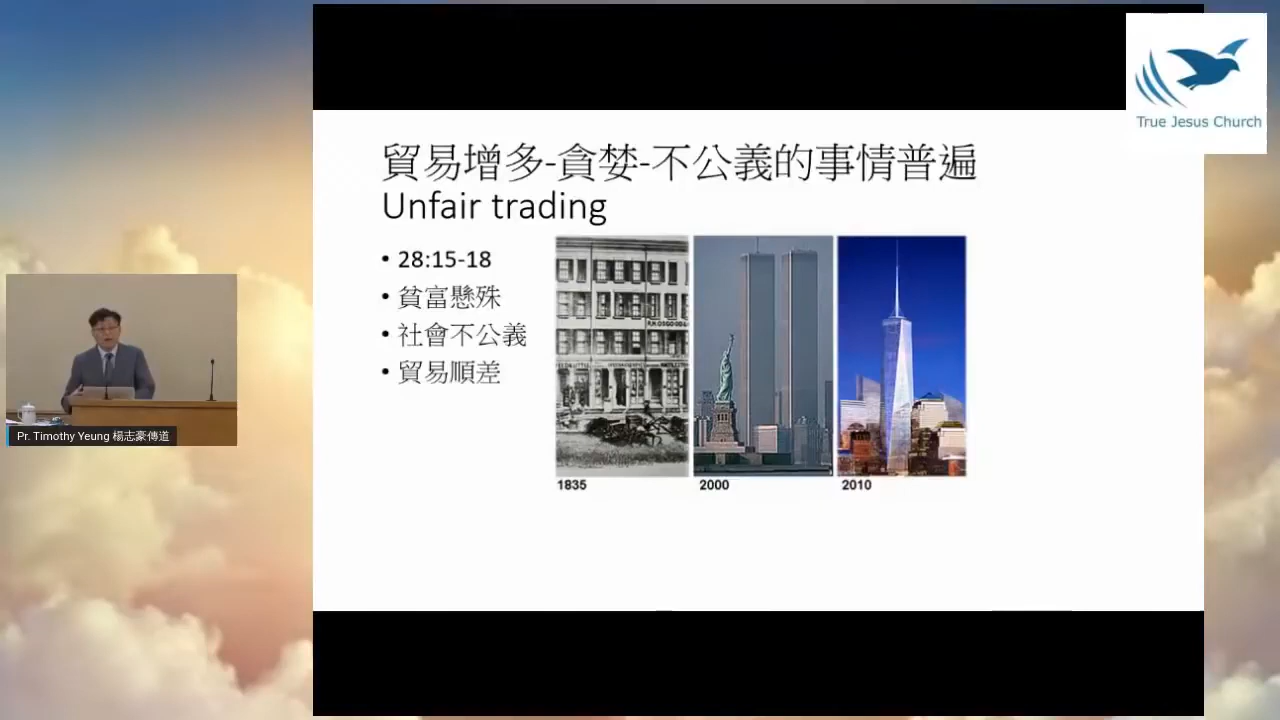 True Jesus Church
貿易增多-貪婪-不公義的事情普遍
Unfair trading
• 28:15-18
• 貧富懸殊
• 社會不公義
• 貿易順差
1835
2000
2010
Pr. Timothy Yeung 楊志豪傳道